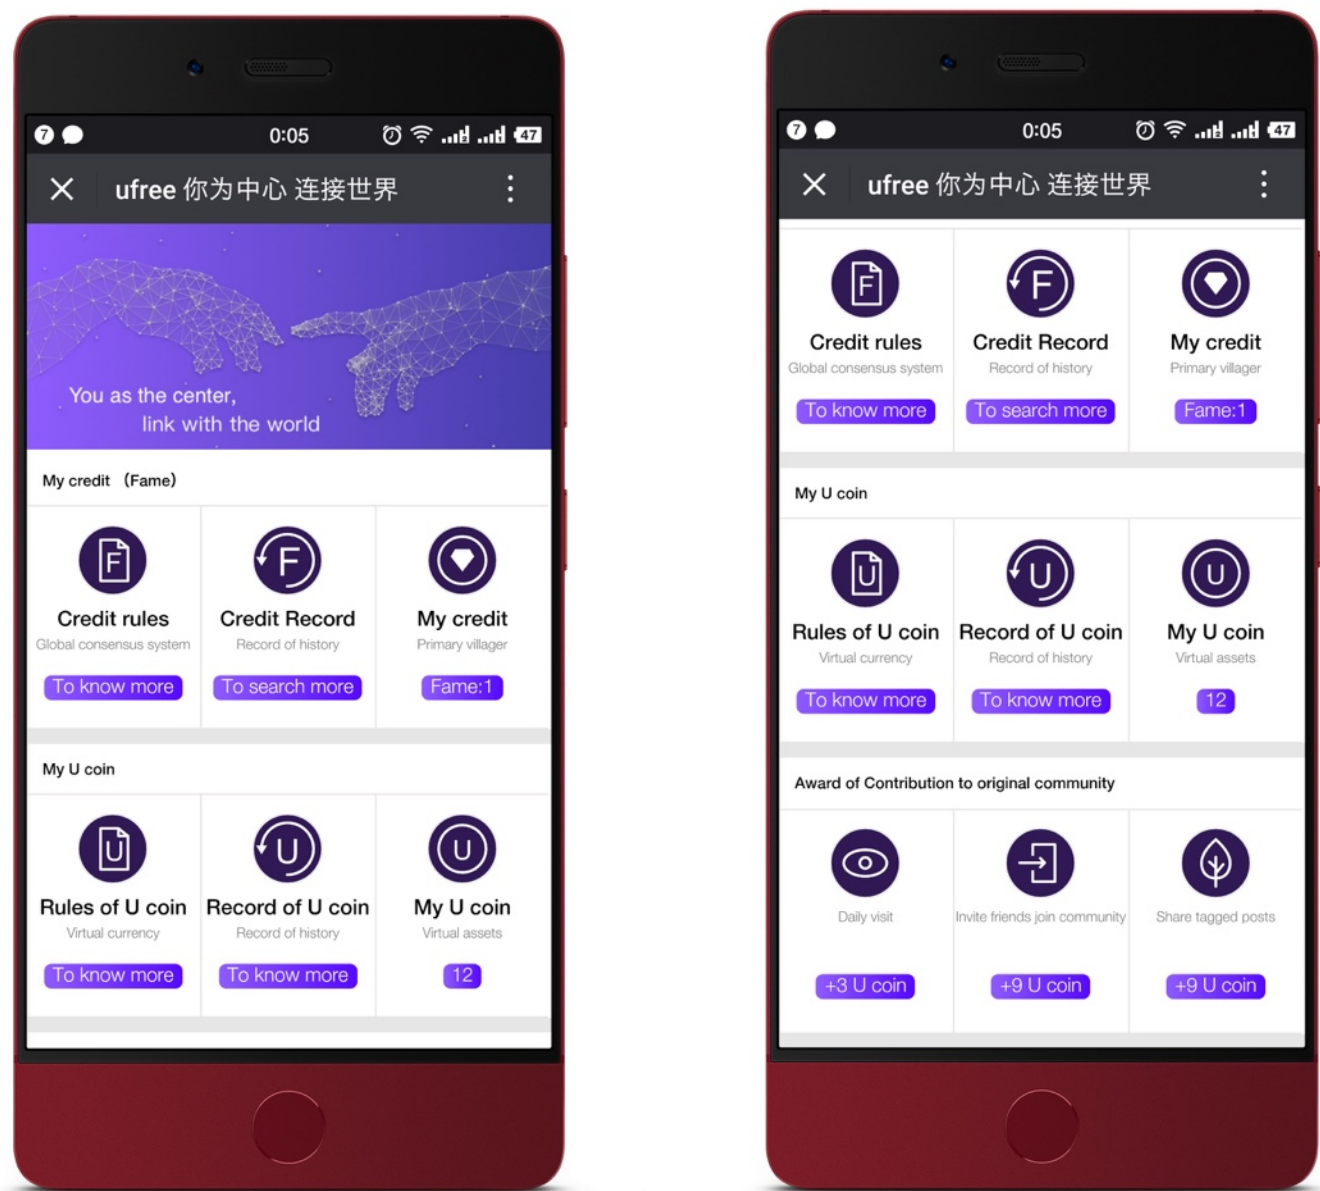 7
0:05
47
ufree 你为中心 连接世界
You as the center,
link with the world
My credit （Fame）
F
F
Credit rules
Credit Record
My credit
Global consensus system
Record of history
Primary villager
To know more
To search more
Fame:1
My U coin
U
U
U
Rules of U coin
Record of U coin
My U coin
Virtual currency
Record of history
Virtual assets
To know more
To know more
12
7
0:05
47
ufree 你为中心 连接世界
F
F
Credit rules
Credit Record
My credit
Global consensus system
Record of history
Primary villager
To know more
To search more
Fame:1
My U coin
U
U
U
Rules of U coin
Record of U coin
My U coin
Virtual currency
Record of history
Virtual assets
To know more
To know more
12
Award of Contribution to original community
Daily visit
Invite friends join community
Share tagged posts
+3 U coin
+9 U coin
+9 U coin